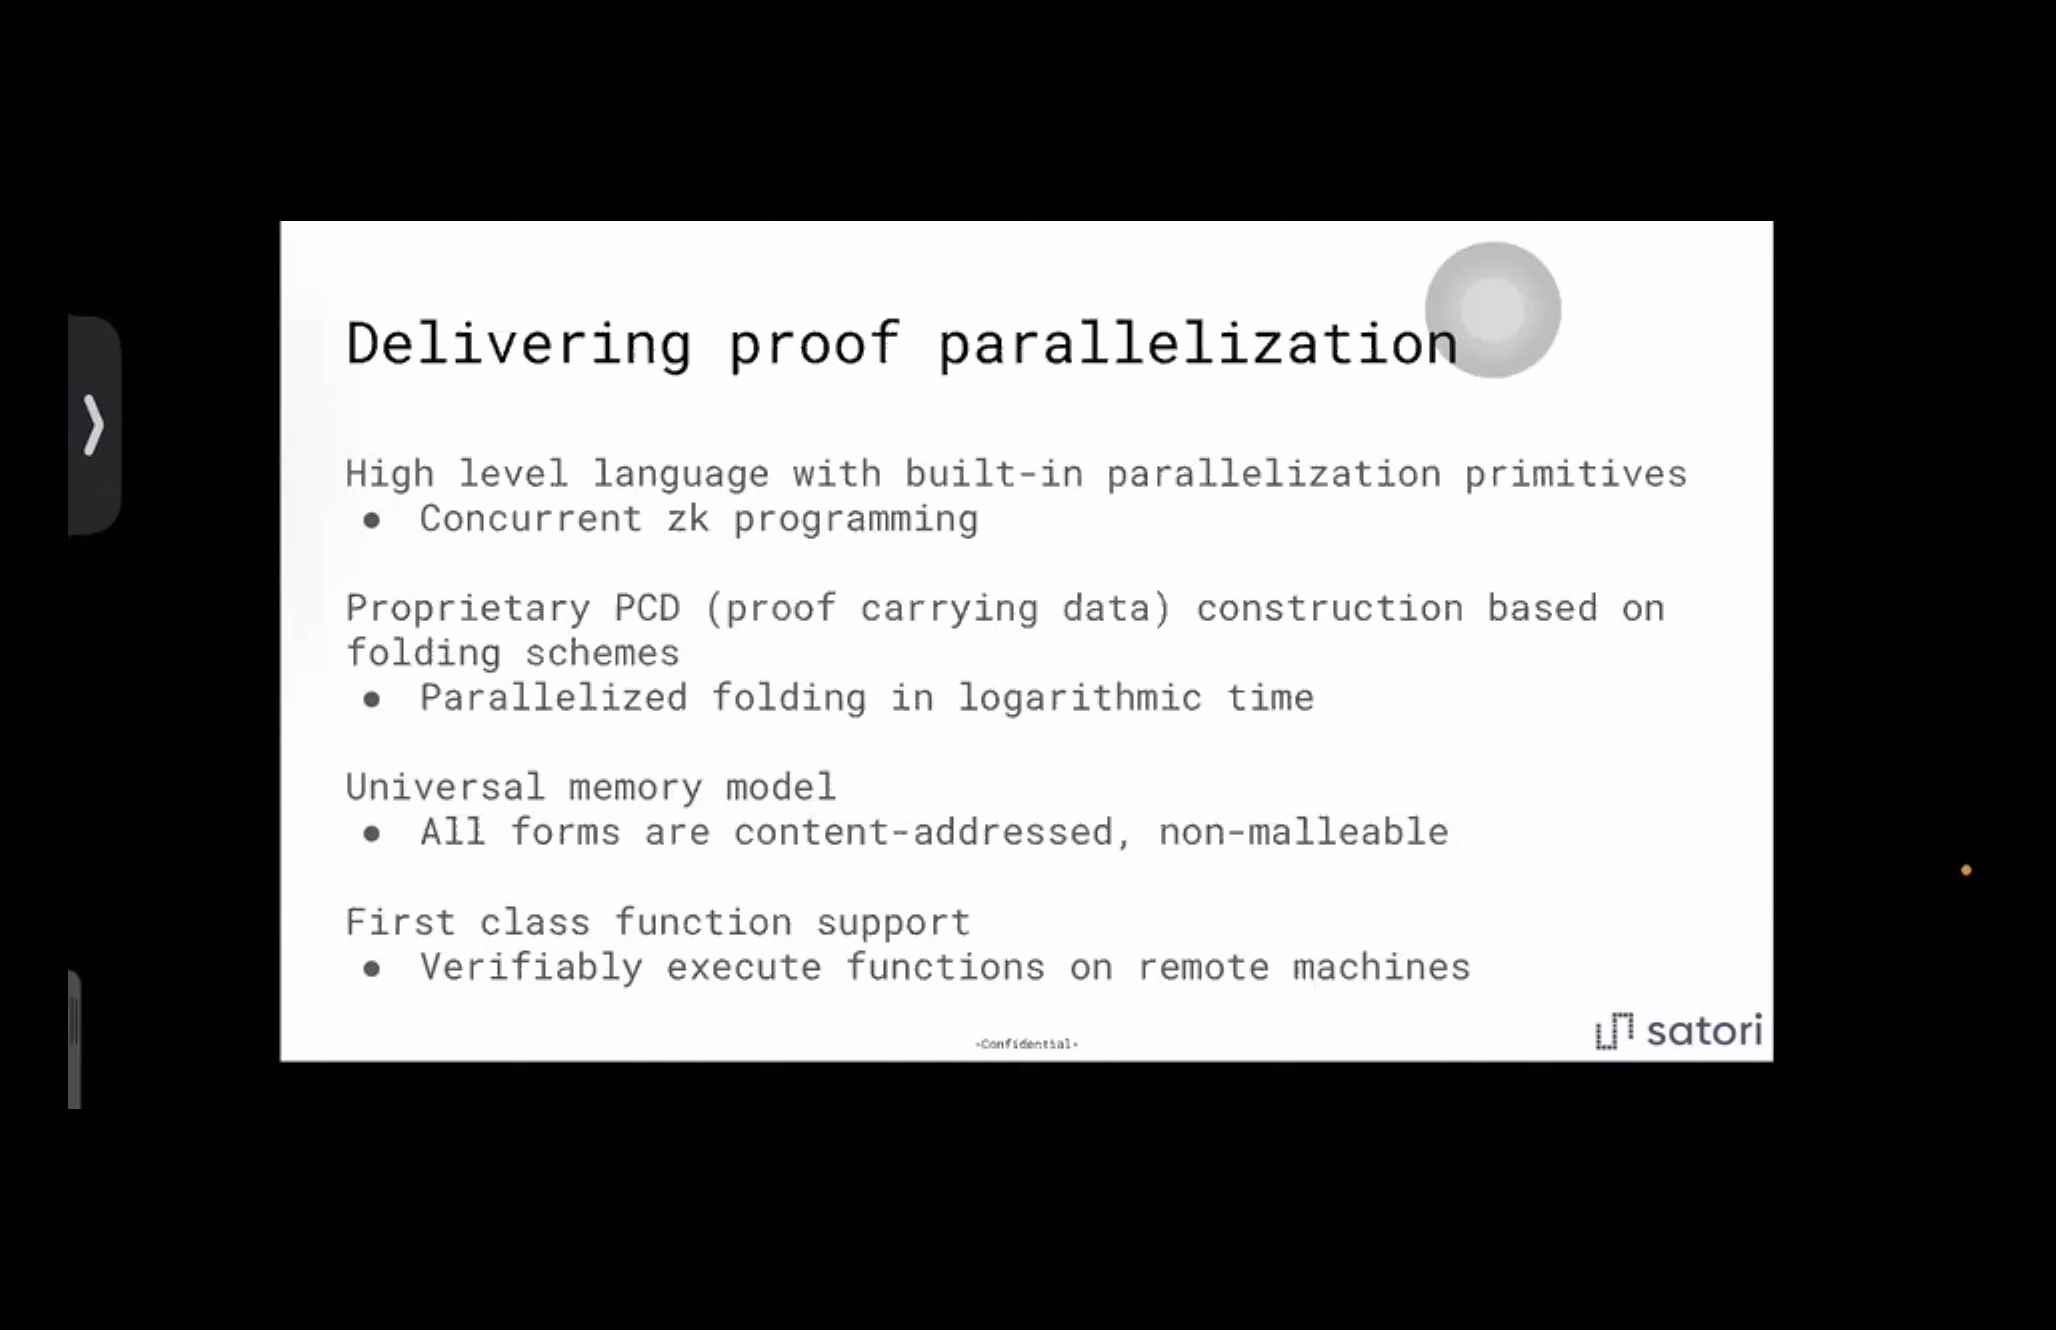 Delivering proof parallelization
High level language with built-in parallelization primitives
● Concurrent zk programming
Proprietary PCD (proof carrying data) construction based on
folding schemes
● Parallelized folding in logarithmic time
Universal memory model
● All forms are content-addressed, non-malleable
First class function support
● Verifiably execute functions on remote machines
-Confidential-
satori